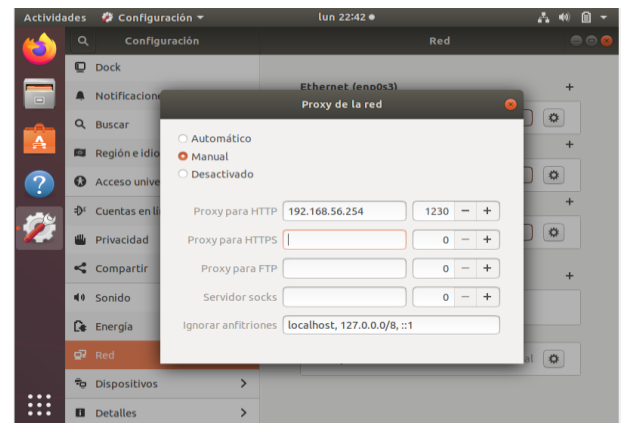 Actividades Configuración lun 22:42
Configuración Red
Dock
Notificacione
Buscar
Región e idio
Acceso unive
Cuentas en lí
Privacidad
Compartir
Sonido
Energía
Red
Dispositivos
Detalles
Ethernet (enp0s3)
Proxy de la red
Automático
Manual
Desactivado
Proxy para HTTP 192.168.56.254 1230 − +
Proxy para HTTPS 0 − +
Proxy para FTP 0 − +
Servidor socks 0 − +
Ignorar anfitriones localhost, 127.0.0.0/8, ::1
al